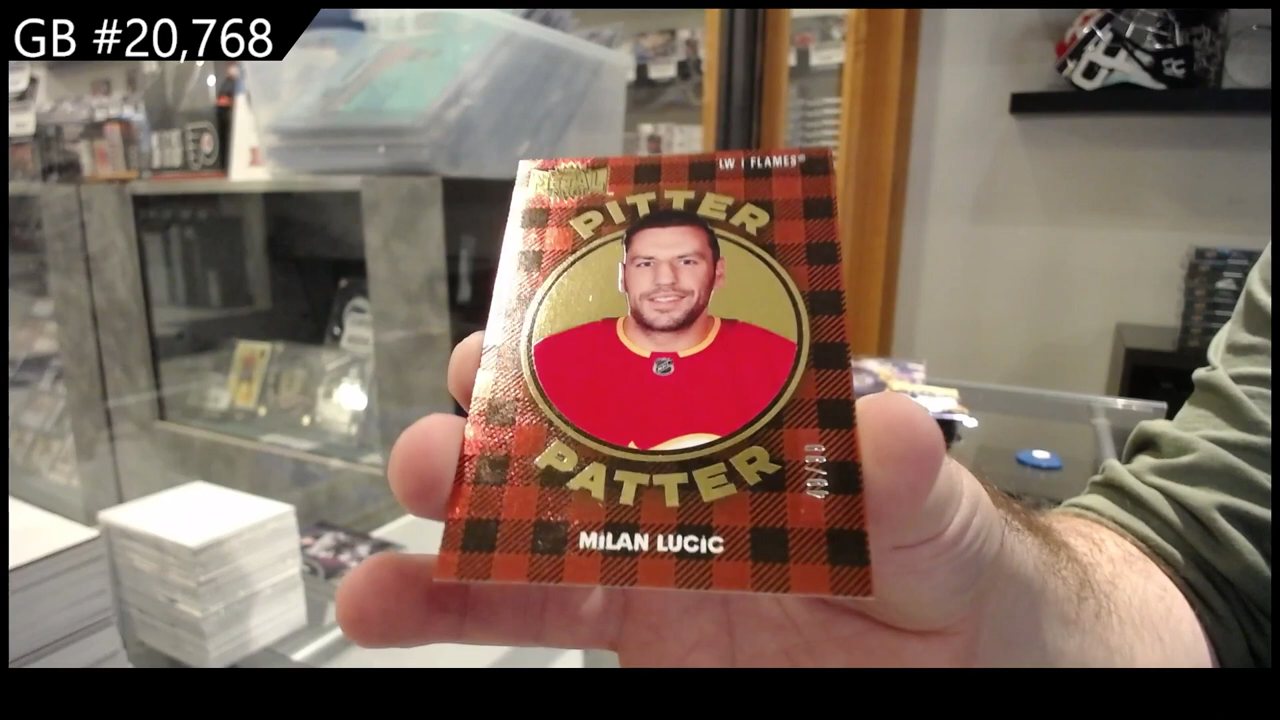 GB #20,768
LW | FLAMES
PITTER
PATTER
MILAN LUCIC